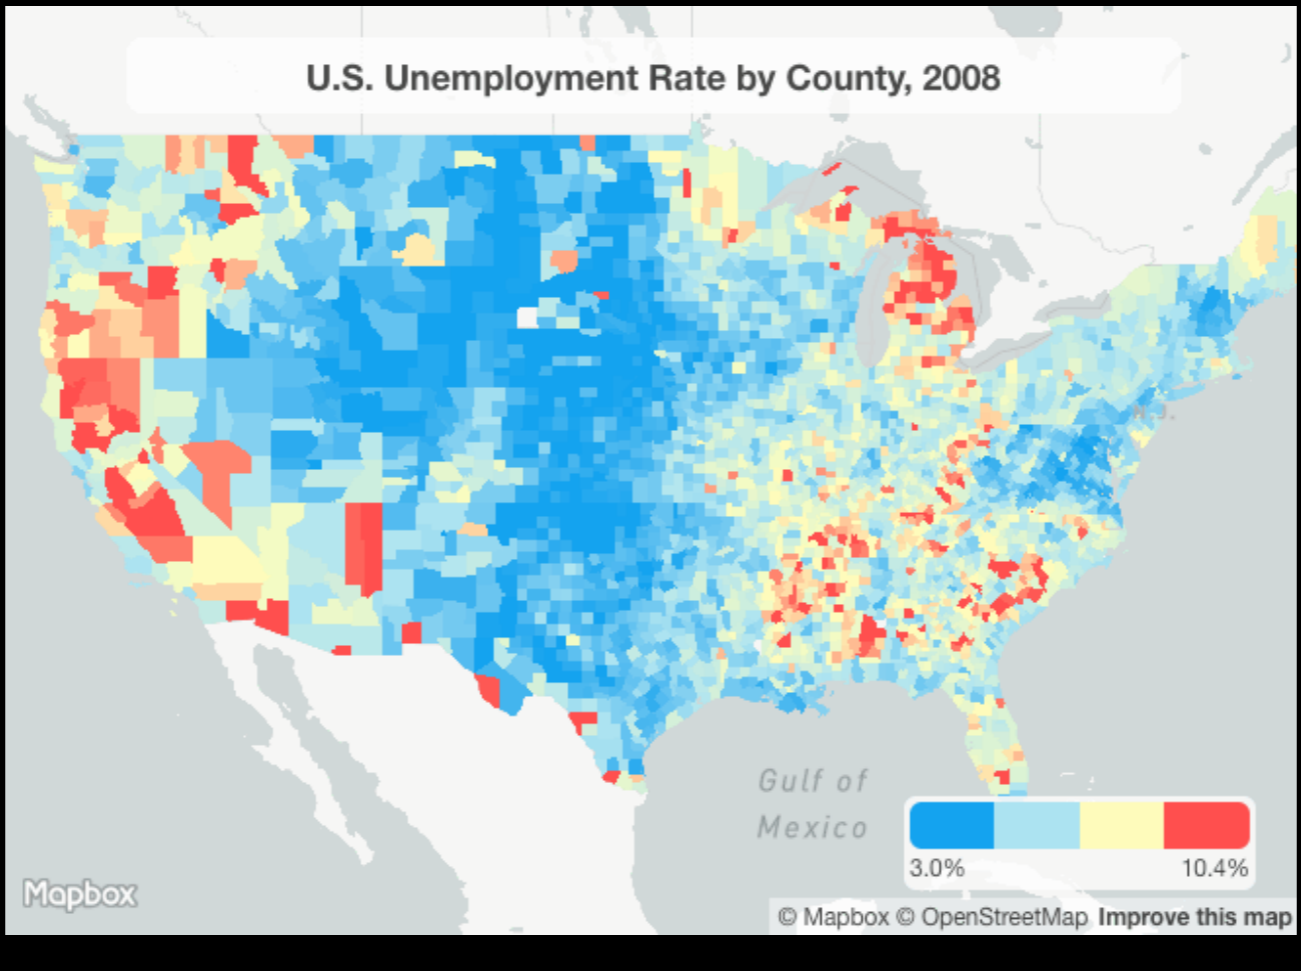 U.S. Unemployment Rate by County, 2008
N.J.
Gulf of
Mexico
3.0%
10.4%
Mapbox
© Mapbox © OpenStreetMap Improve this map